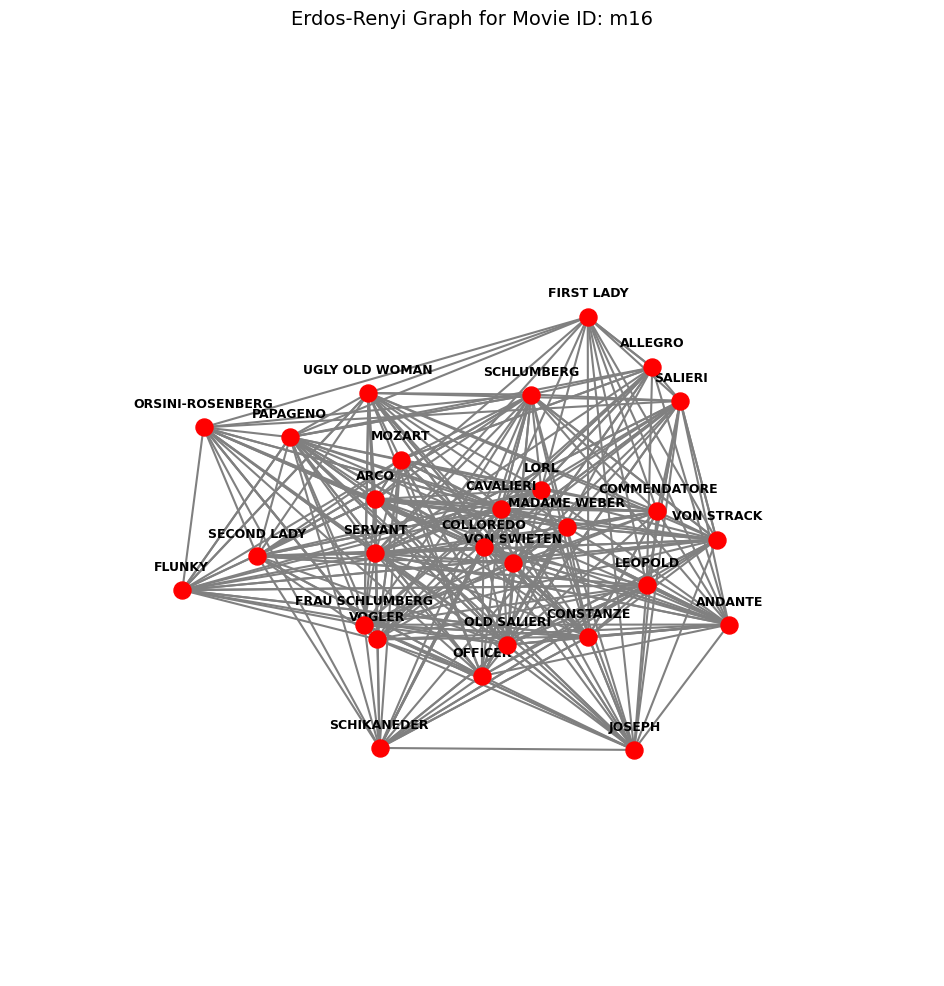 Erdos-Renyi Graph for Movie ID: m16
FIRST LADY
ALLEGRO
UGLY OLD WOMAN
SCHLUMBERG
SALIERI
ORSINI-ROSENBERG
PAPAGENO
MOZART
LORL
ARCO
CAVALIERI
COMMENDATORE
MADAME WEBER
VON STRACK
COLLOREDO
SERVANT
SECOND LADY
VON SWIETEN
LEOPOLD
FLUNKY
FRAU SCHLUMBERG
ANDANTE
CONSTANZE
VOGLER
OLD SALIERI
OFFICER
SCHIKANEDER
JOSEPH